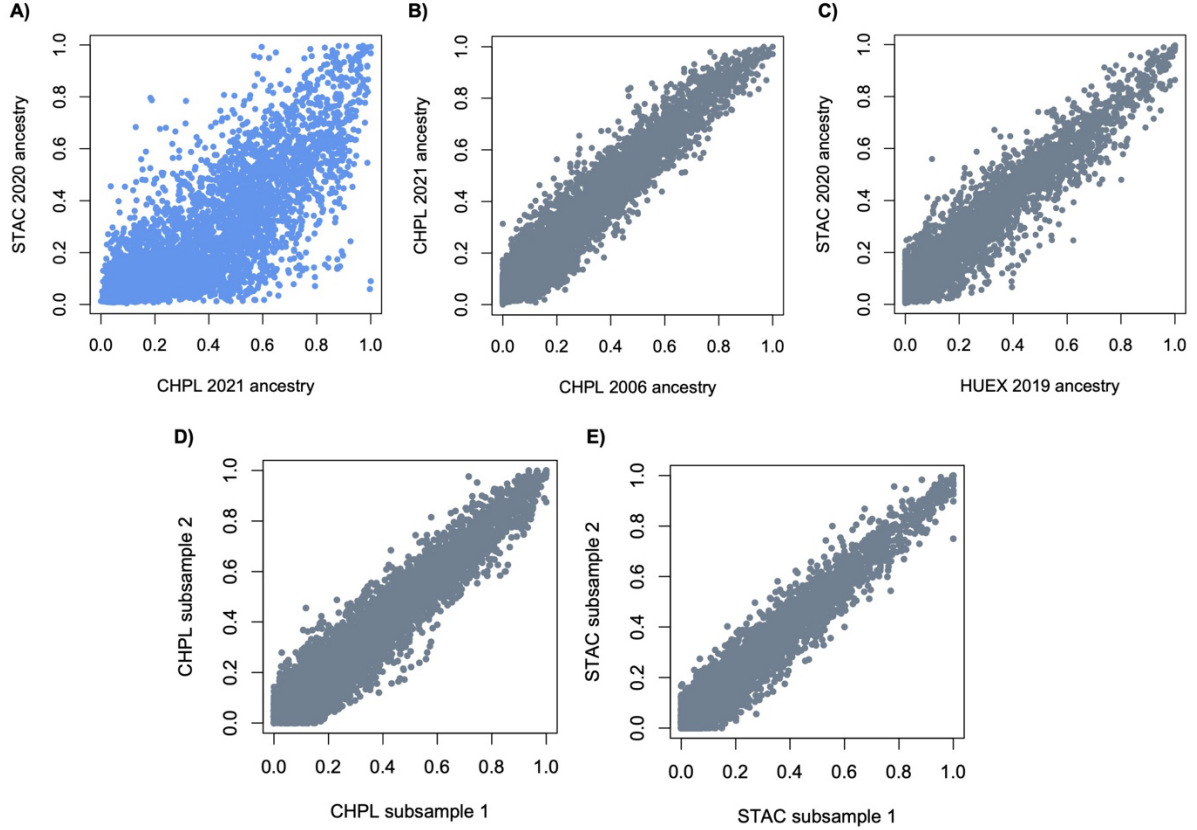 A)
STAC 2020 ancestry
1.0
0.8
0.6
0.4
0.2
0.0
0.0 0.2 0.4 0.6 0.8 1.0
CHPL 2021 ancestry
B)
CHPL 2021 ancestry
1.0
0.8
0.6
0.4
0.2
0.0
0.0 0.2 0.4 0.6 0.8 1.0
CHPL 2006 ancestry
C)
STAC 2020 ancestry
1.0
0.8
0.6
0.4
0.2
0.0
0.0 0.2 0.4 0.6 0.8 1.0
HUEX 2019 ancestry
D)
CHPL subsample 2
1.0
0.8
0.6
0.4
0.2
0.0
0.0 0.2 0.4 0.6 0.8 1.0
CHPL subsample 1
E)
STAC subsample 2
1.0
0.8
0.6
0.4
0.2
0.0
0.0 0.2 0.4 0.6 0.8 1.0
STAC subsample 1